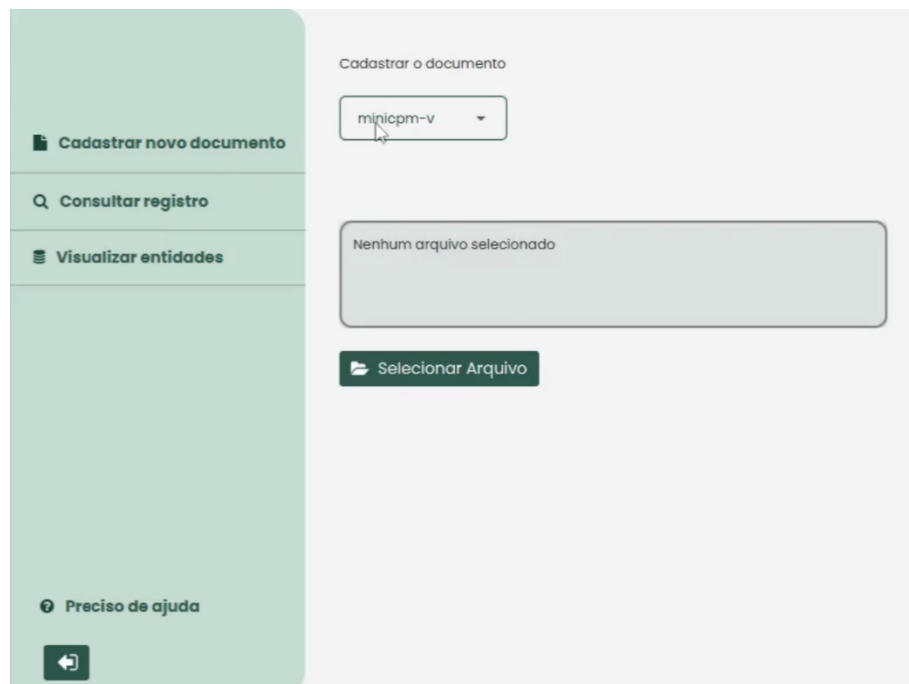 Cadastrar o documento
minicpm-v
Cadastrar novo documento
Consultar registro
Visualizar entidades
Nenhum arquivo selecionado
Selecionar Arquivo
Preciso de ajuda